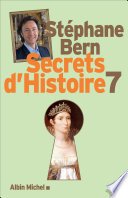 Stéphane
Bern
Secrets
d'Histoire 7
Albin Michel